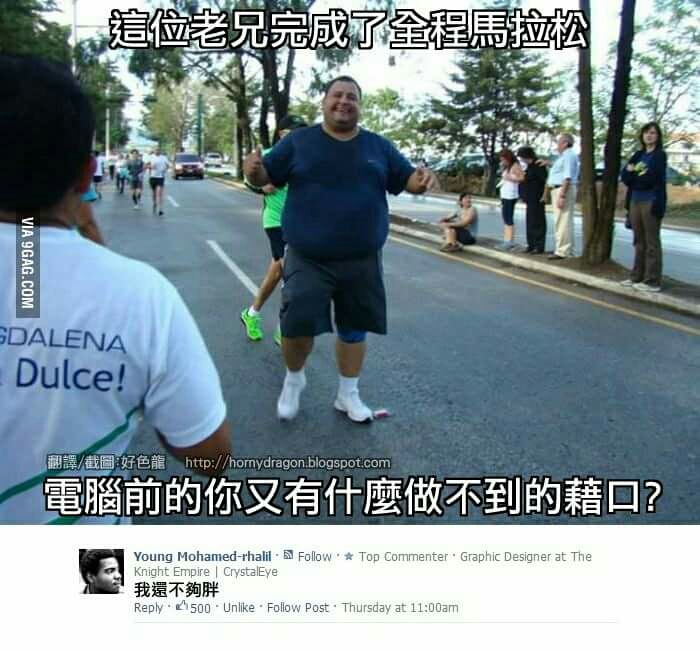 這位老兄完成了全程馬拉松
VIA 9GAG.COM
GDALENA
Dulce!
翻譯/截圖:好色龍 http://hornydragon.blogspot.com
電腦前的你又有什麼做不到的藉口?
Young Mohamed-rhalil · Follow · Top Commenter · Graphic Designer at The
Knight Empire | CrystalEye
我還不夠胖
Reply · 500 · Unlike · Follow Post · Thursday at 11:00am